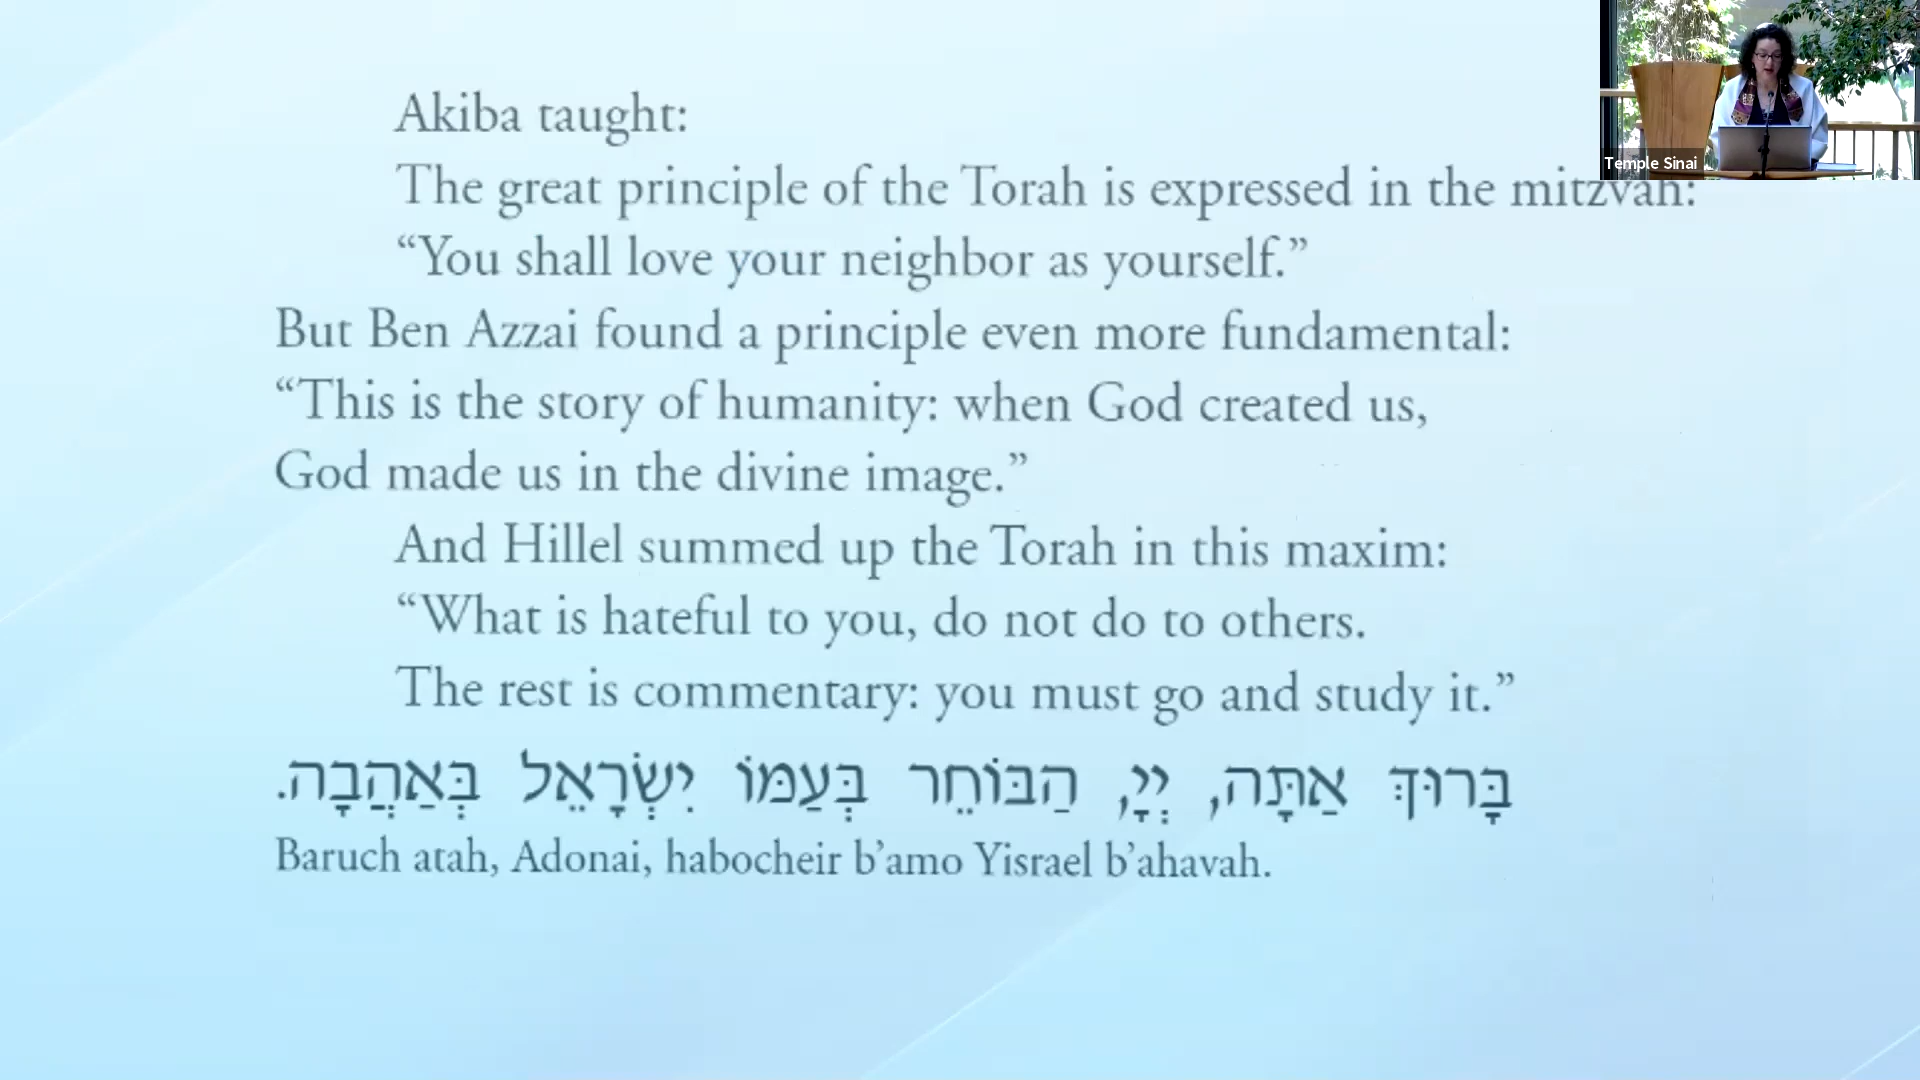 Temple Sinai
Akiba taught:
The great principle of the Torah is expressed in the mitzvah:
“You shall love your neighbor as yourself.”
But Ben Azzai found a principle even more fundamental:
“This is the story of humanity: when God created us,
God made us in the divine image.”
And Hillel summed up the Torah in this maxim:
“What is hateful to you, do not do to others.
The rest is commentary: you must go and study it.”
בָּרוּךְ אַתָּה, יְיָ, הַבּוֹחֵר בְּעַמּוֹ יִשְׂרָאֵל בְּאַהֲבָה.
Baruch atah, Adonai, habocheir b’amo Yisrael b’ahavah.